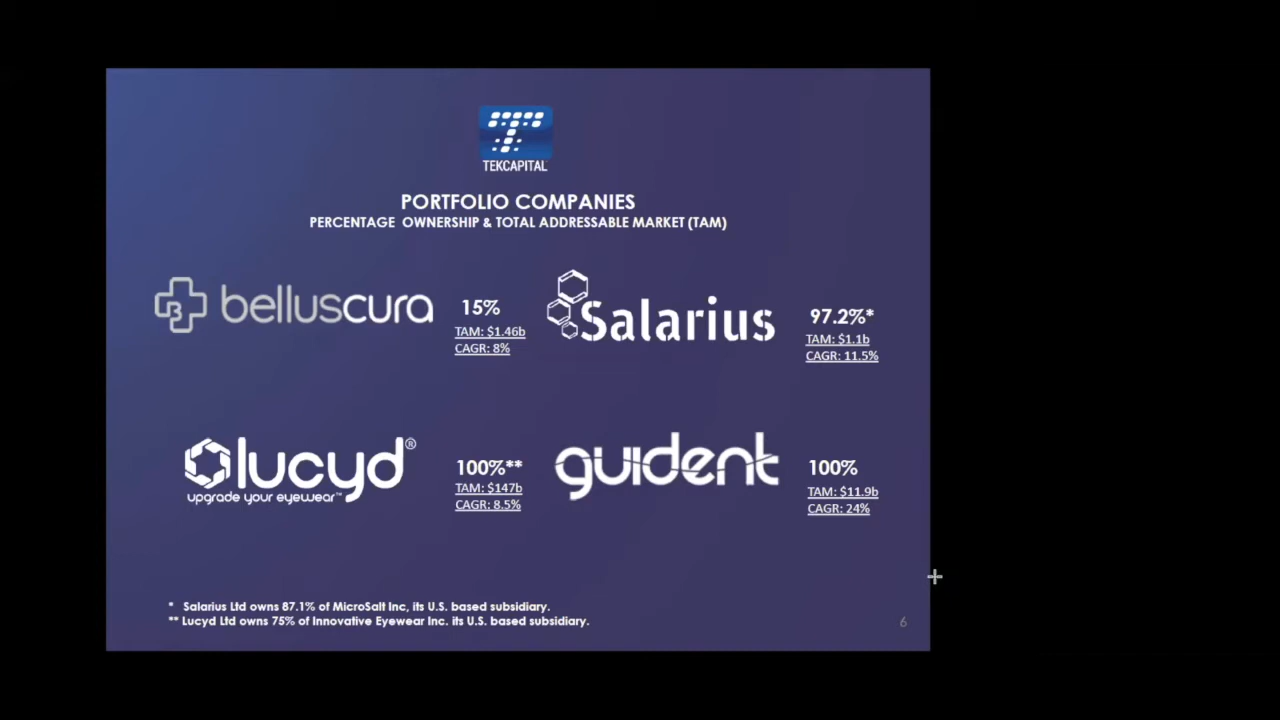 TEKCAPITAL
PORTFOLIO COMPANIES
PERCENTAGE OWNERSHIP & TOTAL ADDRESSABLE MARKET (TAM)
belluscura
15%
TAM: $1.46b
CAGR: 8%
Salarius
97.2%*
TAM: $1.1b
CAGR: 11.5%
lucyd®
upgrade your eyewear™
100%**
TAM: $147b
CAGR: 8.5%
guident
100%
TAM: $11.9b
CAGR: 24%
* Salarius Ltd owns 87.1% of MicroSalt Inc, its U.S. based subsidiary.
** Lucyd Ltd owns 75% of Innovative Eyewear Inc. its U.S. based subsidiary.
6